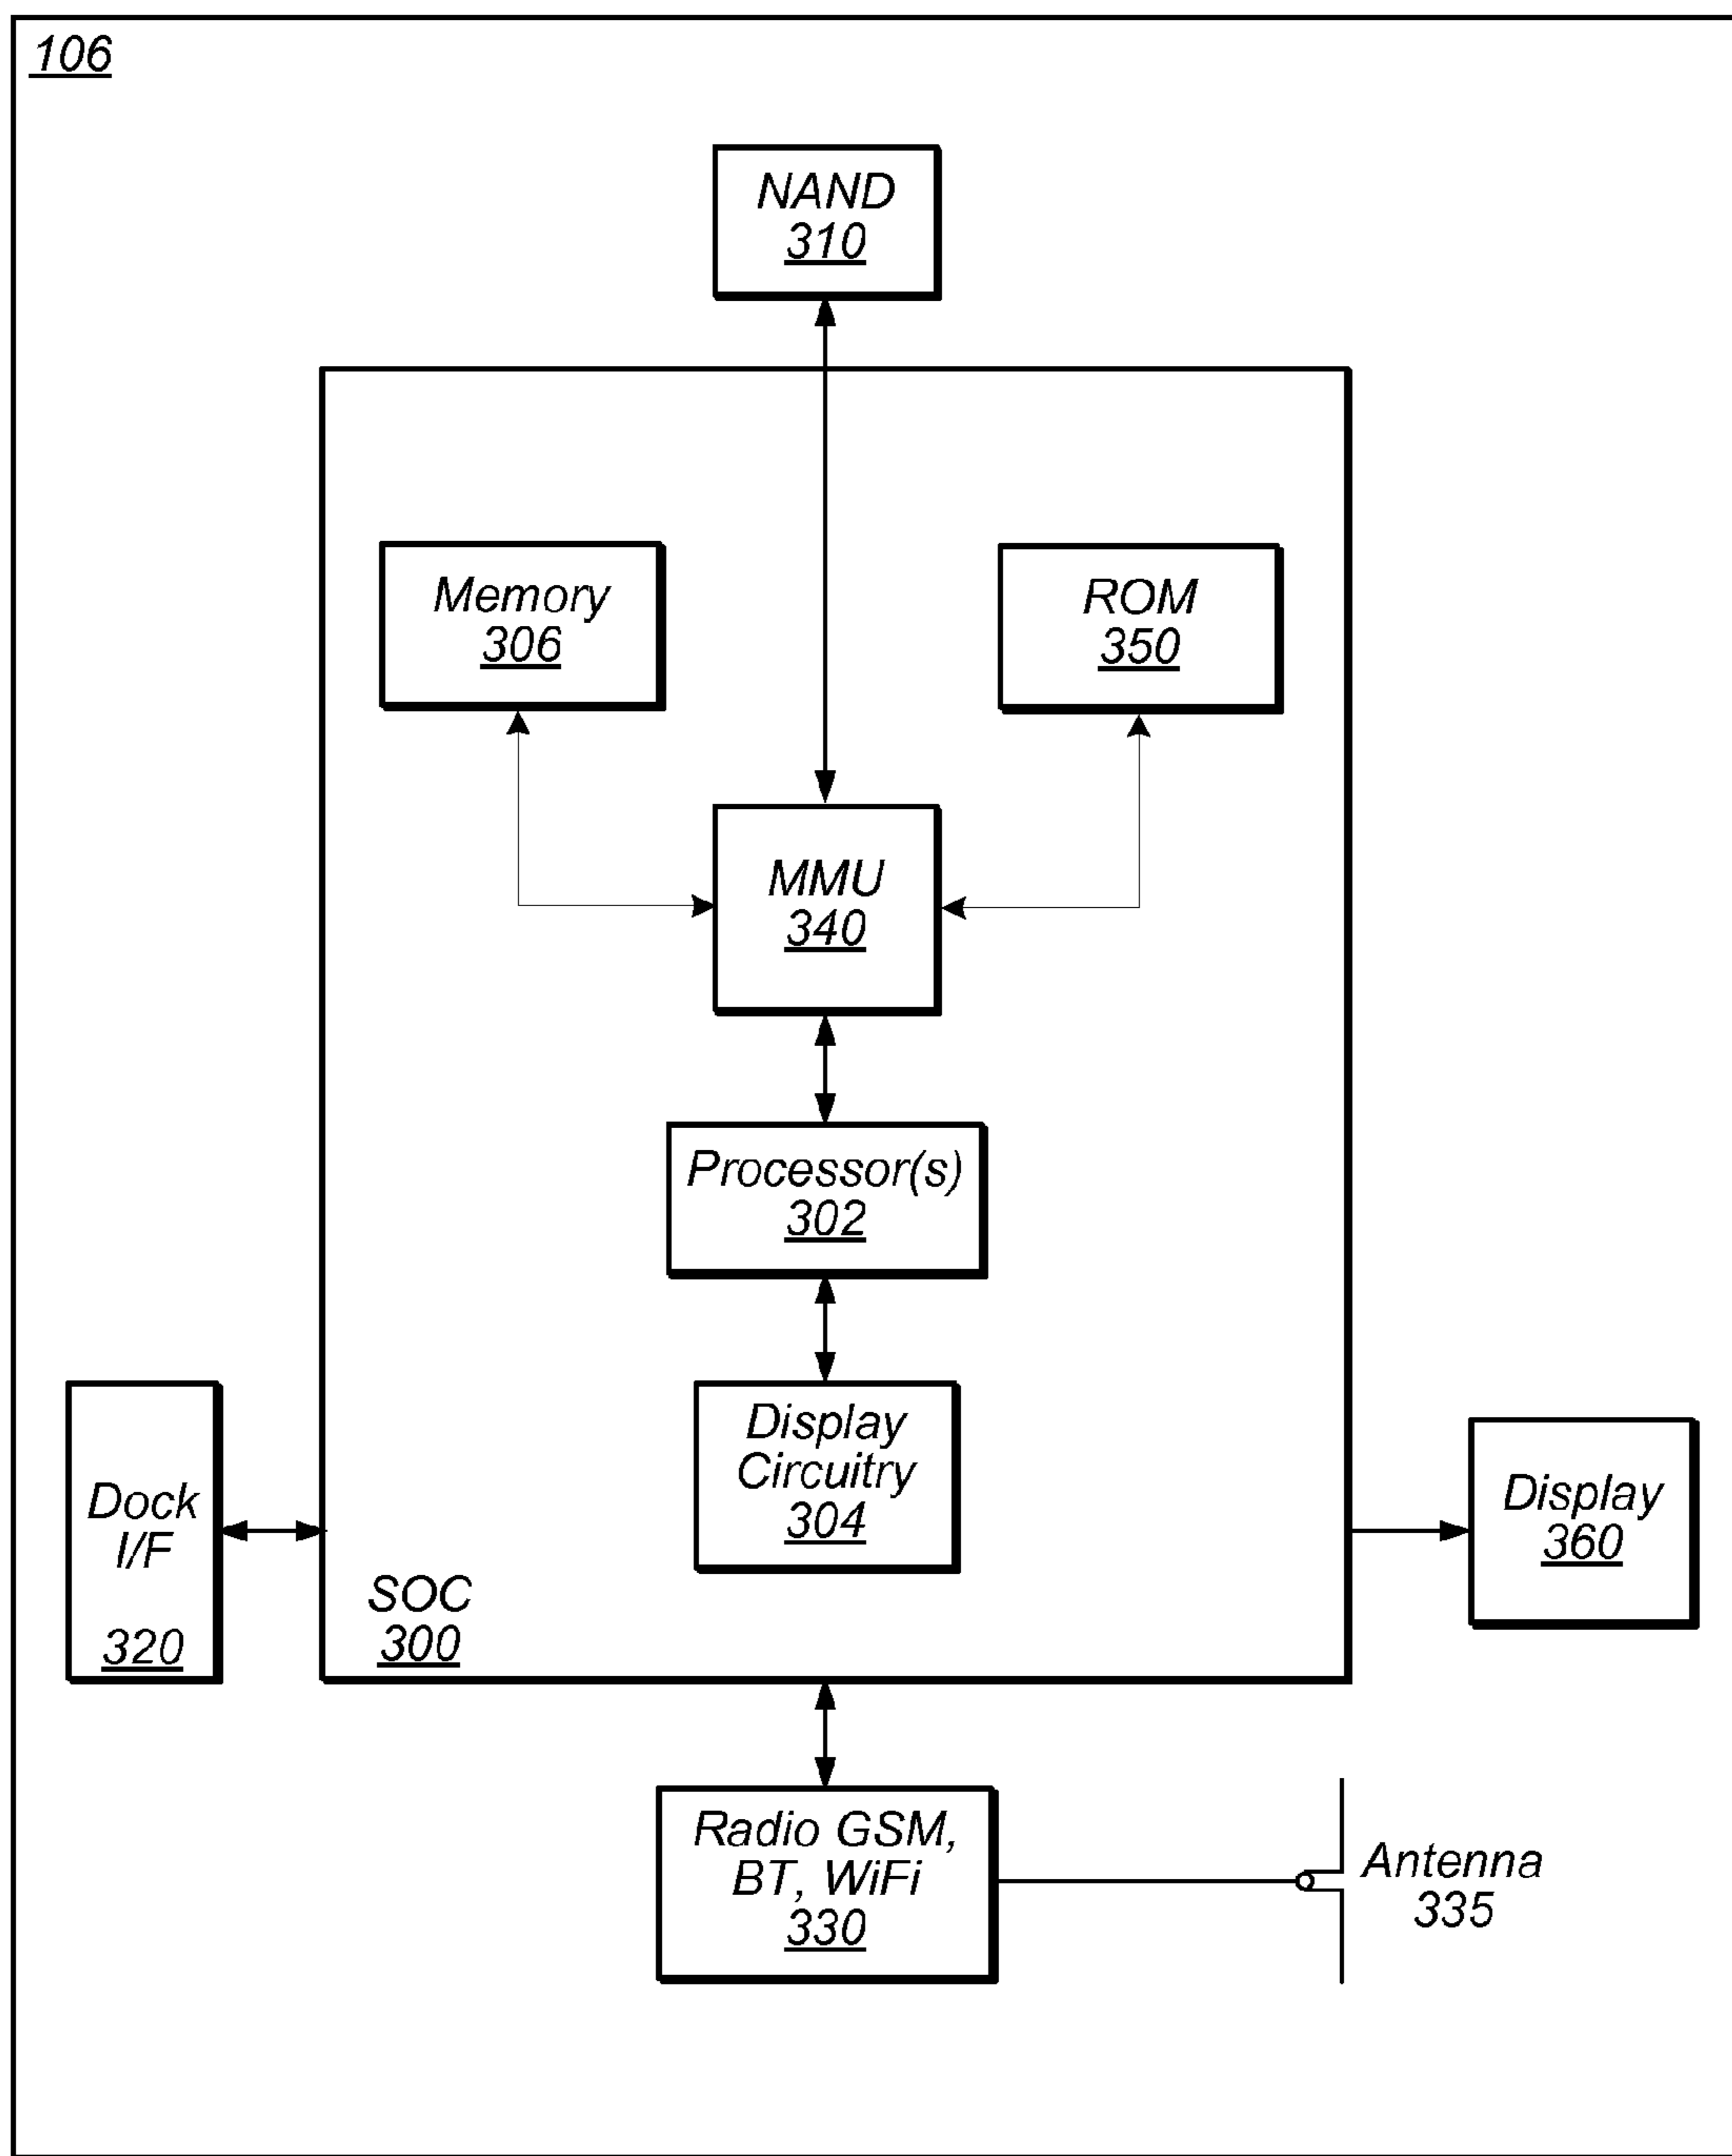 106
NAND
310
Memory
306
ROM
350
MMU
340
Processor(s)
302
Display
Circuitry
304
Dock
I/F
320
SOC
300
Display
360
Radio GSM,
BT, WiFi
330
Antenna
335